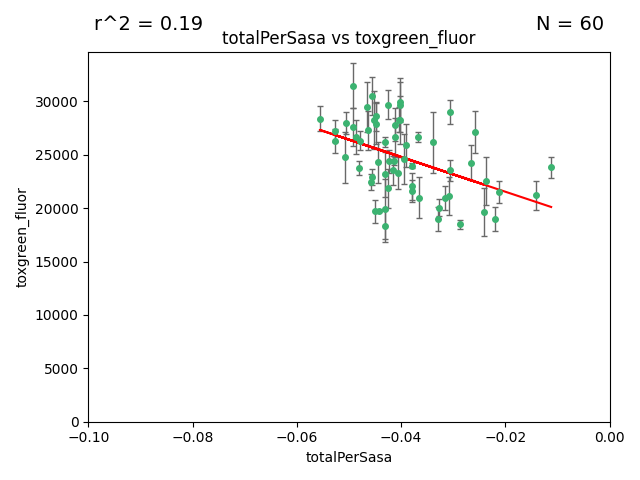 r^2 = 0.19
N = 60
totalPerSasa vs toxgreen_fluor
toxgreen_fluor
30000
25000
20000
15000
10000
5000
0
−0.10
−0.08
−0.06
−0.04
−0.02
0.00
totalPerSasa